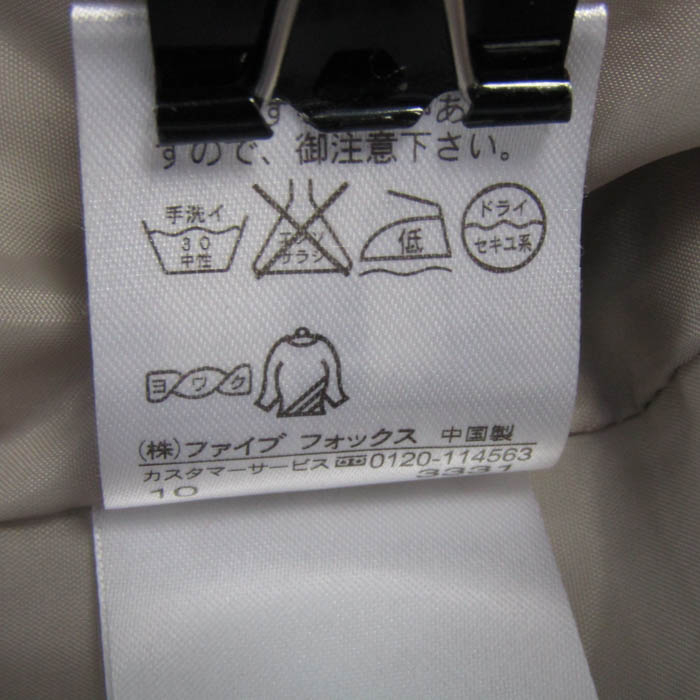 すので、御注意下さい。
手洗イ
30
中性
エンソ
サラシ
低
ドライ
セキユ系
ヨワク
(株)ファイブ フォックス 中国製
カスタマーサービス 0120-114563
10 3331